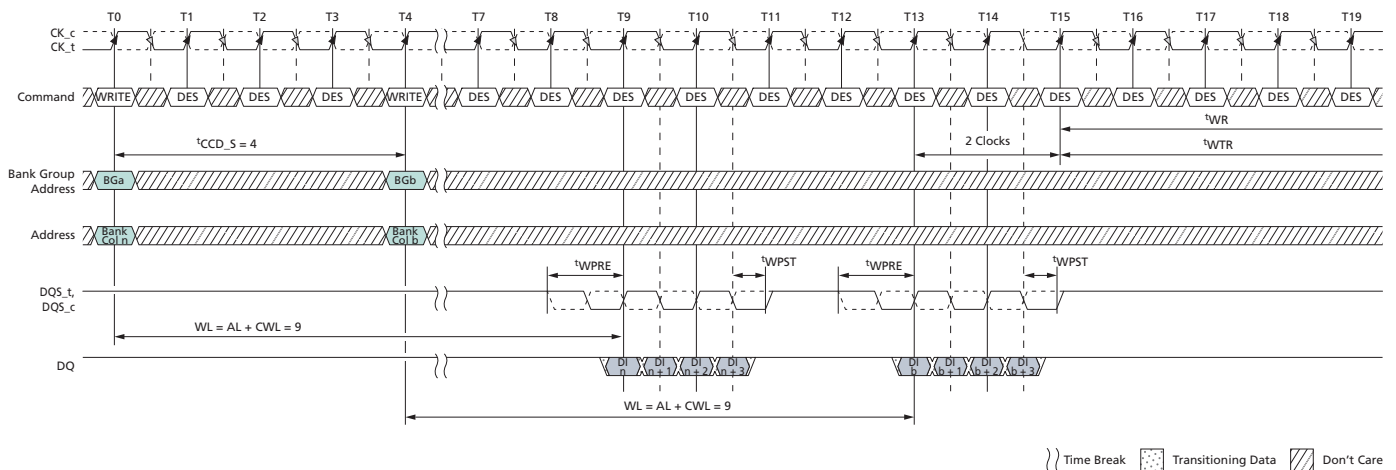 T0 T1 T2 T3 T4 T7 T8 T9 T10 T11 T12 T13 T14 T15 T16 T17 T18 T19
CK_c
CK_t
Command WRITE DES DES DES WRITE DES DES DES DES DES DES DES DES DES DES DES DES DES
tWR
tCCD_S = 4
2 Clocks
tWTR
Bank Group
Address
BGa
BGb
Address
Bank
Col n
Bank
Col b
tWPRE
tWPST
tWPRE
tWPST
DQS_t,
DQS_c
WL = AL + CWL = 9
DQ
DI
n
DI
n + 1
DI
n + 2
DI
n + 3
DI
b
DI
b + 1
DI
b + 2
DI
b + 3
WL = AL + CWL = 9
Time Break
Transitioning Data
Don't Care